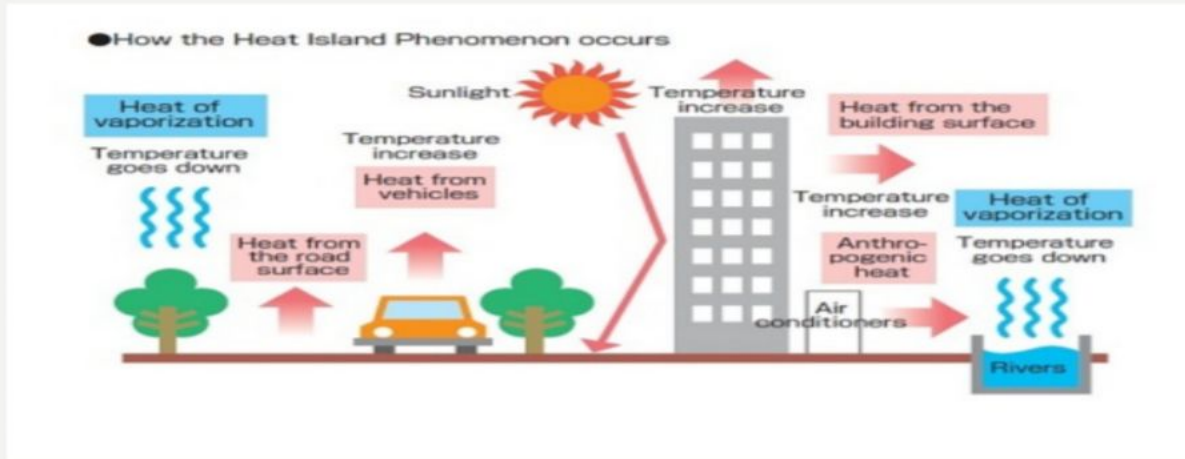 ●How the Heat Island Phenomenon occurs
Heat of
vaporization
Temperature
goes down
Heat from
the road
surface
Temperature
increase
Heat from
vehicles
Sunlight
Temperature
increase
Heat from the
building surface
Temperature
increase
Anthro-
pogenic
heat
Air
conditioners
Heat of
vaporization
Temperature
goes down
Rivers